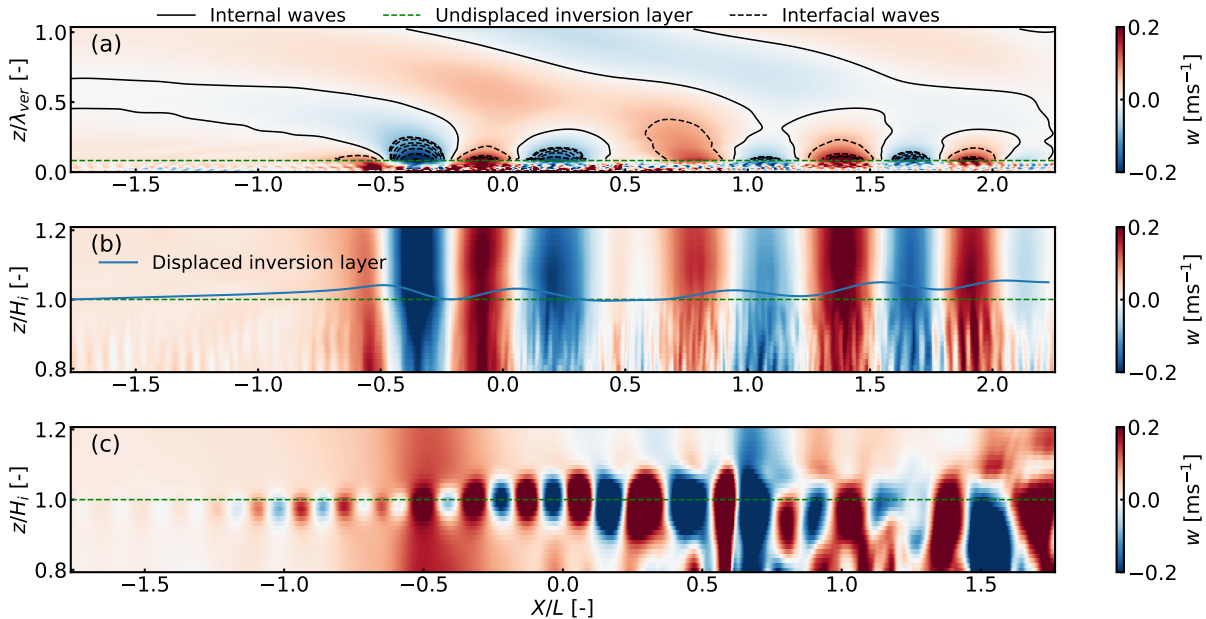 Internal waves Undisplaced inversion layer Interfacial waves
(a)
1.0
0.5
0.0
z/λ_ver [-]
−1.5 −1.0 −0.5 0.0 0.5 1.0 1.5 2.0
0.2
0.0
−0.2
w [ms⁻¹]
(b)
Displaced inversion layer
1.2
1.0
0.8
z/H_i [-]
−1.5 −1.0 −0.5 0.0 0.5 1.0 1.5 2.0
0.2
0.0
−0.2
w [ms⁻¹]
(c)
1.2
1.0
0.8
z/H_i [-]
−1.5 −1.0 −0.5 0.0 0.5 1.0 1.5
X/L [-]
0.2
0.0
−0.2
w [ms⁻¹]